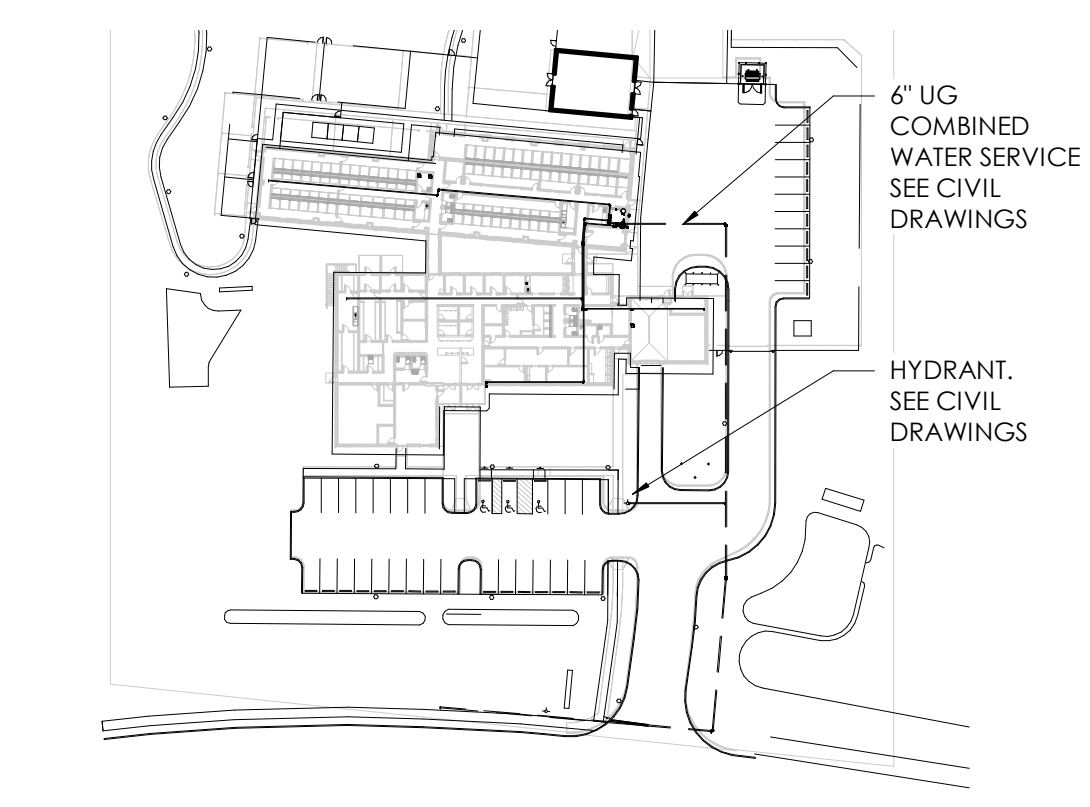 6" UG
COMBINED
WATER SERVICE
SEE CIVIL
DRAWINGS
HYDRANT.
SEE CIVIL
DRAWINGS